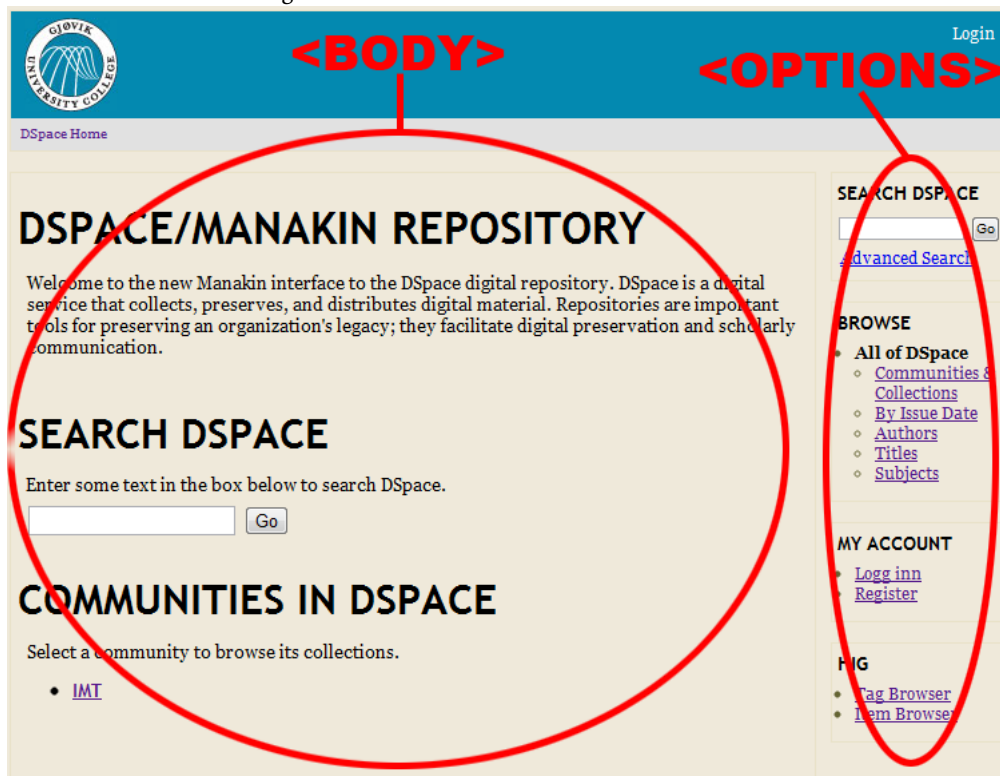 GJØVIK
UNIVERSITY COLLEGE
<BODY>
Login
<OPTIONS>
DSpace Home
DSPACE/MANAKIN REPOSITORY
Welcome to the new Manakin interface to the DSpace digital repository. DSpace is a digital
service that collects, preserves, and distributes digital material. Repositories are important
tools for preserving an organization's legacy; they facilitate digital preservation and scholarly
communication.
SEARCH DSPACE
Enter some text in the box below to search DSpace.
Go
COMMUNITIES IN DSPACE
Select a community to browse its collections.
IMT
SEARCH DSPACE
Go
Advanced Search
BROWSE
All of DSpace
Communities &
Collections
By Issue Date
Authors
Titles
Subjects
MY ACCOUNT
Logg inn
Register
HIG
Tag Browser
Item Browser